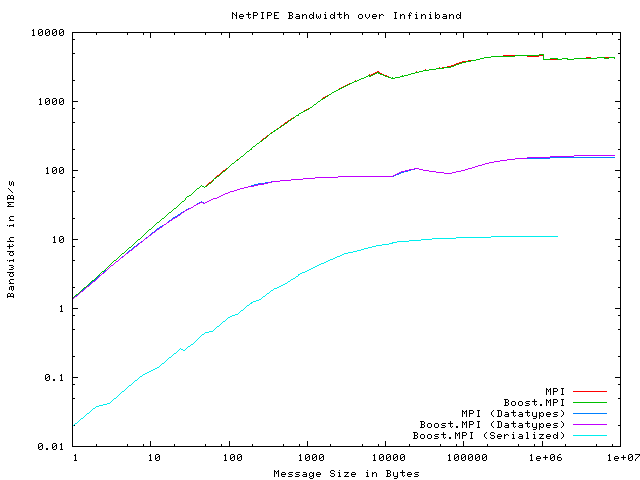 NetPIPE Bandwidth over Infiniband
10000
1000
100
10
1
0.1
0.01
Bandwidth in MB/s
MPI
Boost.MPI
MPI (Datatypes)
Boost.MPI (Datatypes)
Boost.MPI (Serialized)
1
10
100
1000
10000
100000
1e+06
1e+07
Message Size in Bytes